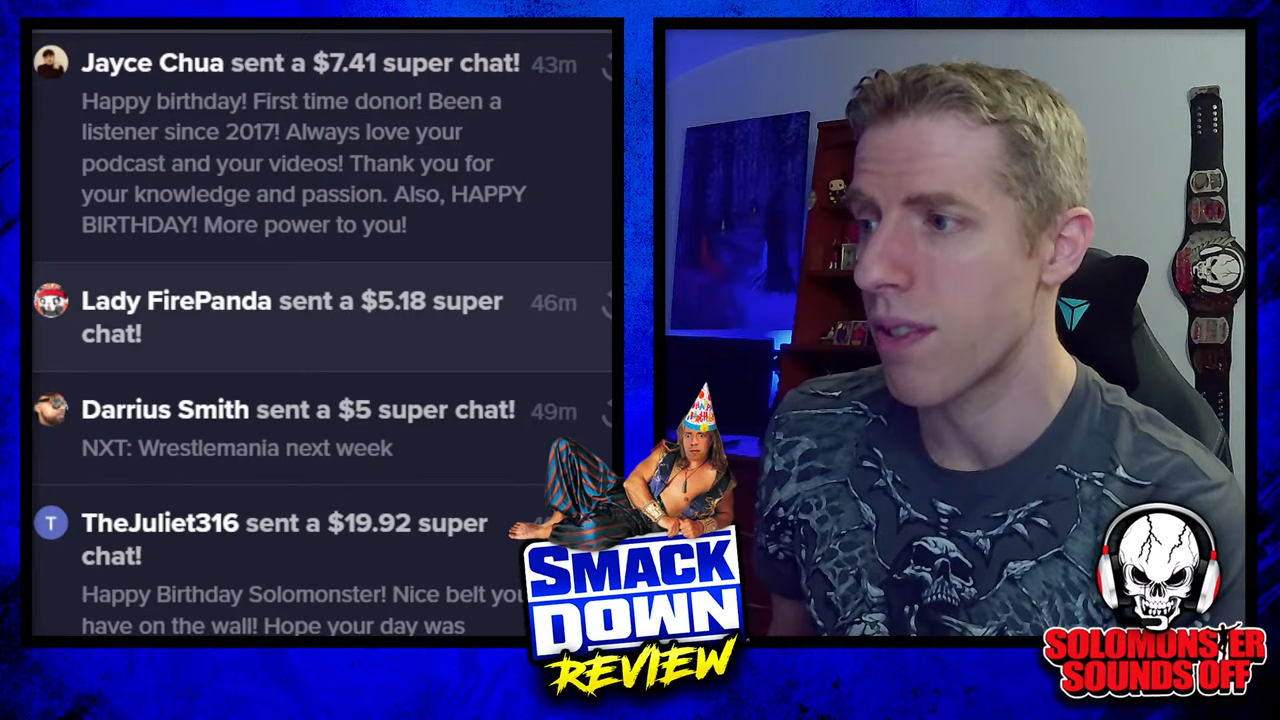 Jayce Chua sent a $7.41 super chat! 43m
Happy birthday! First time donor! Been a
listener since 2017! Always love your
podcast and your videos! Thank you for
your knowledge and passion. Also, HAPPY
BIRTHDAY! More power to you!
Lady FirePanda sent a $5.18 super 46m
chat!
Darrius Smith sent a $5 super chat! 49m
NXT: Wrestlemania next week
T
TheJuliet316 sent a $19.92 super
chat!
Happy Birthday Solomonster! Nice belt you
have on the wall! Hope your day was
SMACK
DOWN
REVIEW
SOLOMONSTER
SOUNDS OFF